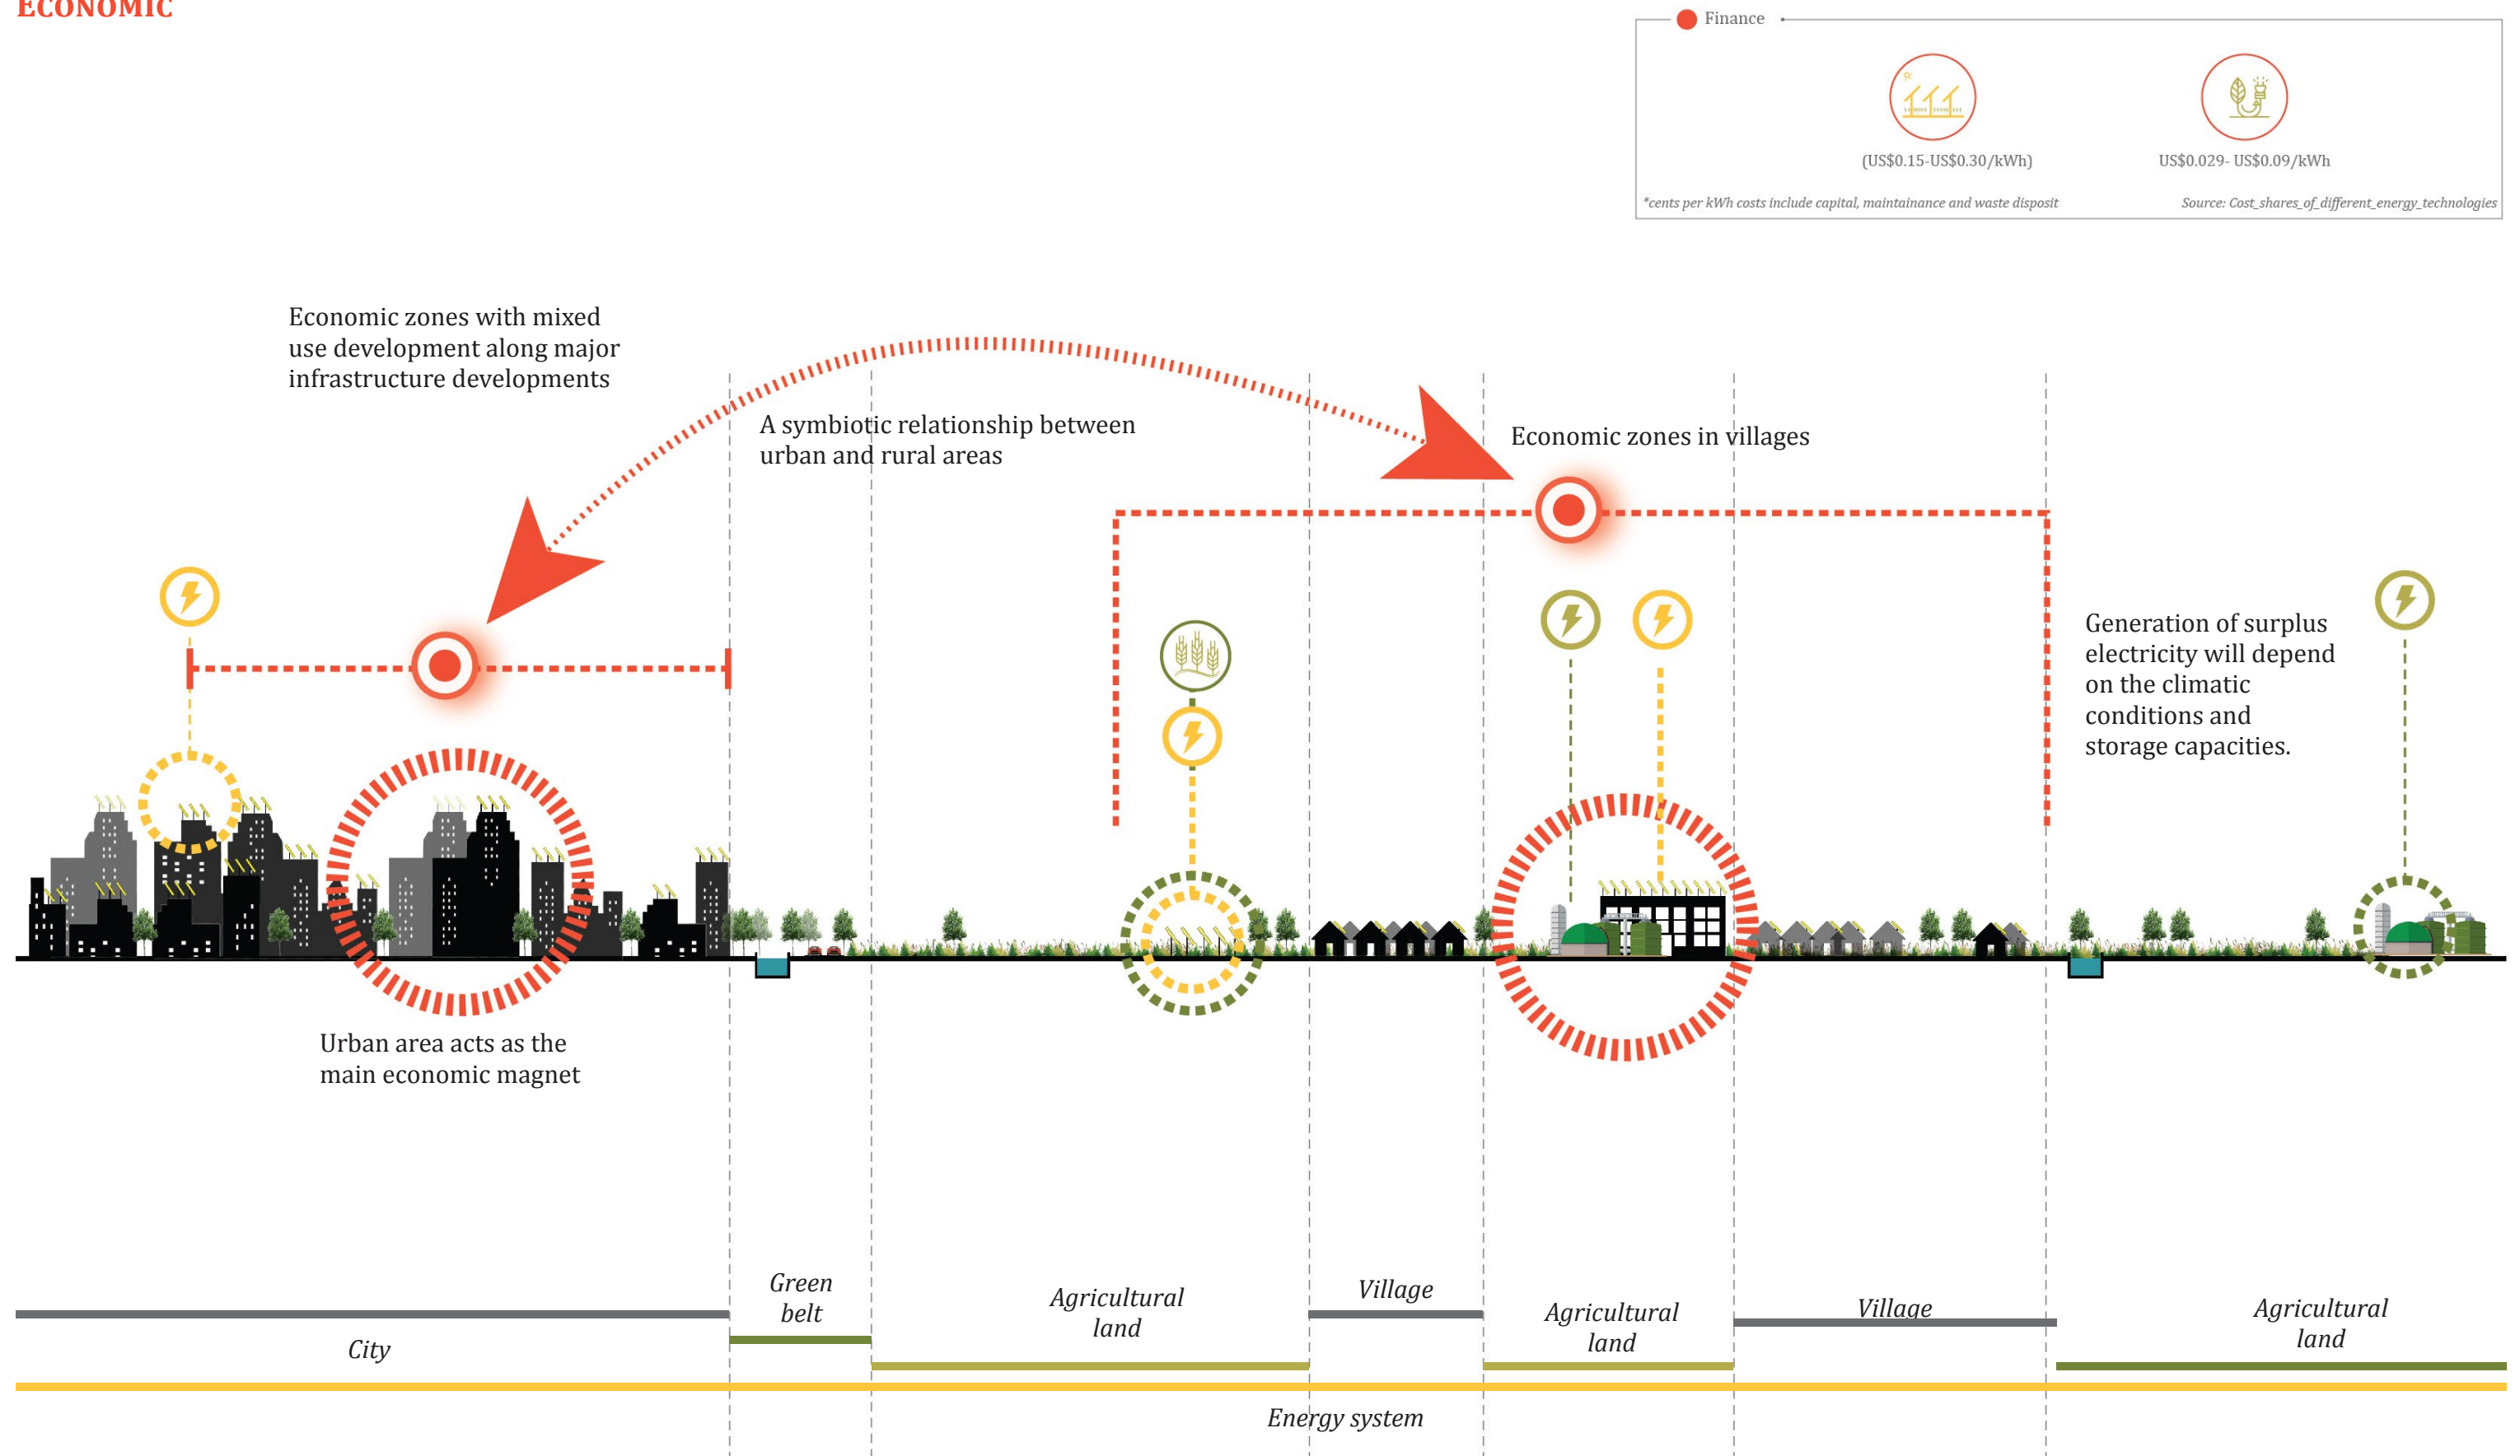 ECONOMIC
Finance
(US$0.15-US$0.30/kWh)
US$0.029- US$0.09/kWh
*cents per kWh costs include capital, maintainance and waste disposit
Source: Cost_shares_of_different_energy_technologies
Economic zones with mixed
use development along major
infrastructure developments
A symbiotic relationship between
urban and rural areas
Economic zones in villages
Generation of surplus
electricity will depend
on the climatic
conditions and
storage capacities.
Urban area acts as the
main economic magnet
City
Green
belt
Agricultural
land
Village
Agricultural
land
Village
Agricultural
land
Energy system